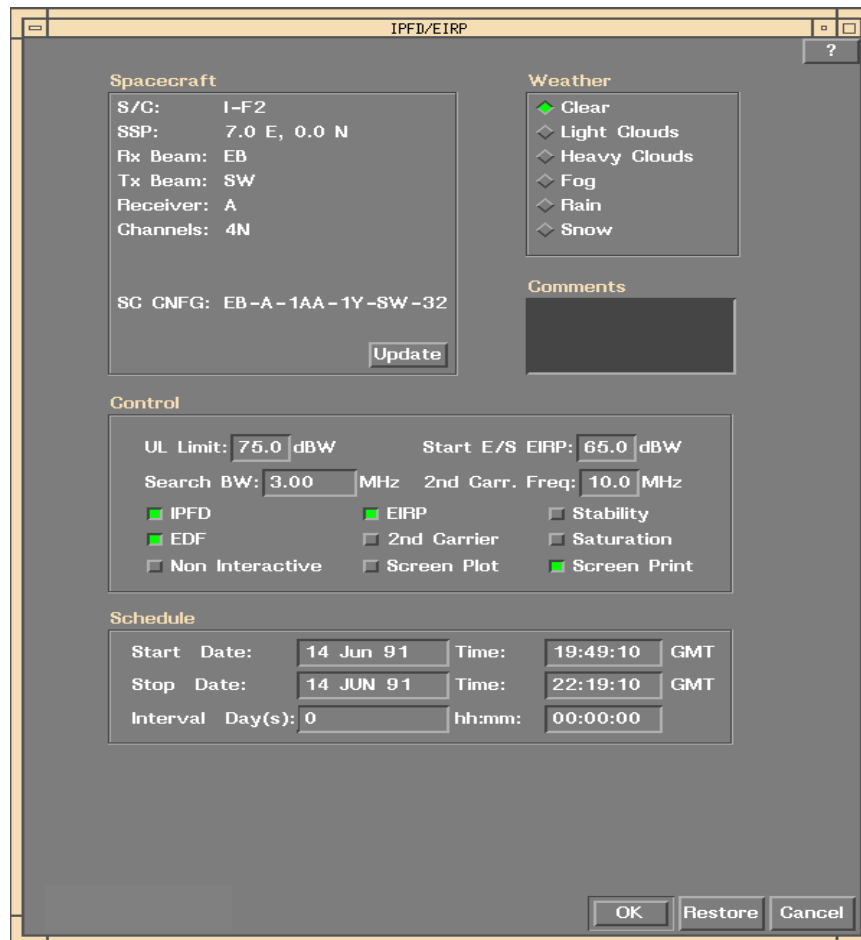 IPFD/EIRP
?
Spacecraft
S/C: I-F2
SSP: 7.0 E, 0.0 N
Rx Beam: EB
Tx Beam: SW
Receiver: A
Channels: 4N
SC CNFG: EB-A-1AA-1Y-SW-32
Update
Weather
Clear
Light Clouds
Heavy Clouds
Fog
Rain
Snow
Comments
Control
UL Limit: 75.0 dBW Start E/S EIRP: 65.0 dBW
Search BW: 3.00 MHz 2nd Carr. Freq: 10.0 MHz
IPFD EIRP Stability
EDF 2nd Carrier Saturation
Non Interactive Screen Plot Screen Print
Schedule
Start Date: 14 Jun 91 Time: 19:49:10 GMT
Stop Date: 14 JUN 91 Time: 22:19:10 GMT
Interval Day(s): 0 hh:mm: 00:00:00
OK Restore Cancel